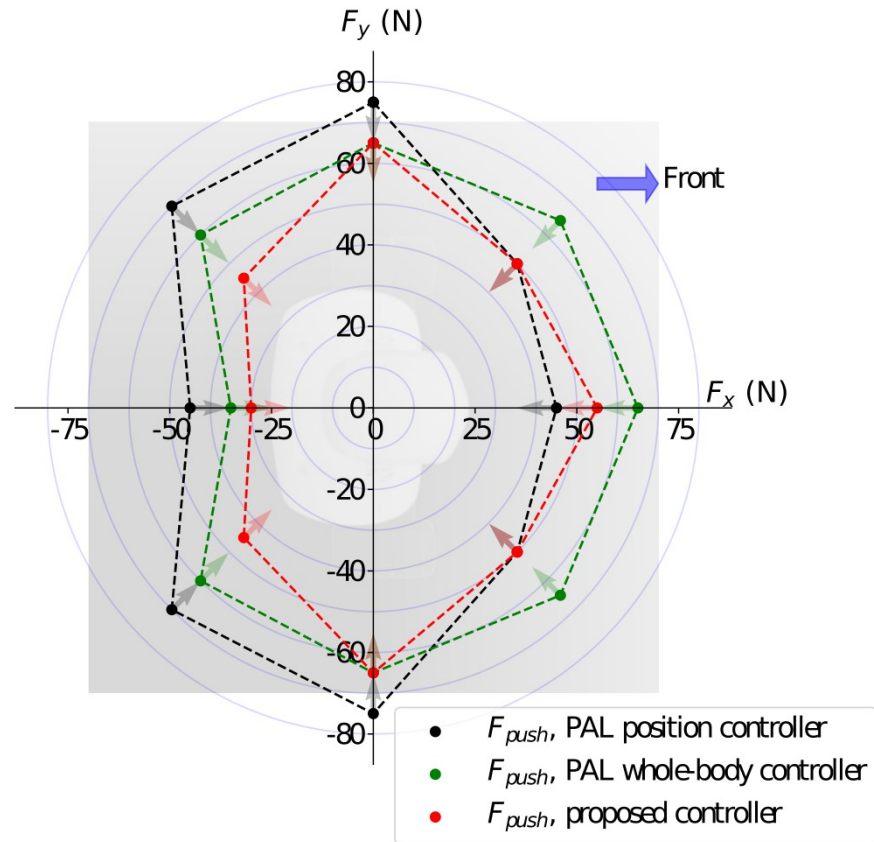 F_y (N)
80
60
Front
40
20
0
F_x (N)
-75
-50
-25
0
25
50
75
-20
-40
-60
-80
F_push, PAL position controller
F_push, PAL whole-body controller
F_push, proposed controller